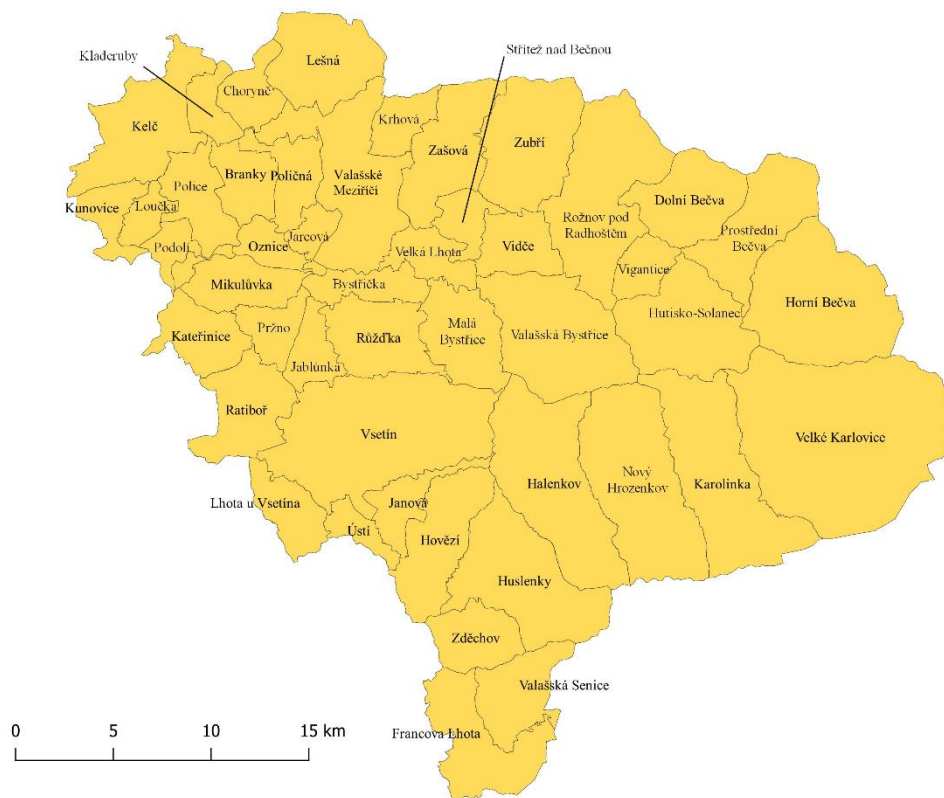 Střítež nad Bečnou
Kladeruby
Lešná
Choryně
Kelč
Krhová
Zašová
Zubří
Branky
Poličná
Valašské
Meziříčí
Police
Kunovice
Loučka
Dolní Bečva
Rožnov pod
Radhoštěm
Prostřední
Bečva
Podolí
Oznice
Jarcová
Velká Lhota
Vidče
Vigantice
Mikulůvka
Bystřička
Horní Bečva
Hutisko-Solanec
Kateřinice
Pržno
Růžďka
Malá
Bystřice
Valašská Bystřice
Jablůnka
Ratiboř
Vsetín
Velké Karlovice
Halenkov
Nový
Hrozenkov
Karolinka
Lhota u Vsetína
Janová
Ústí
Hovězí
Huslenky
Zděchov
Valašská Senice
Francova Lhota
0 5 10 15 km